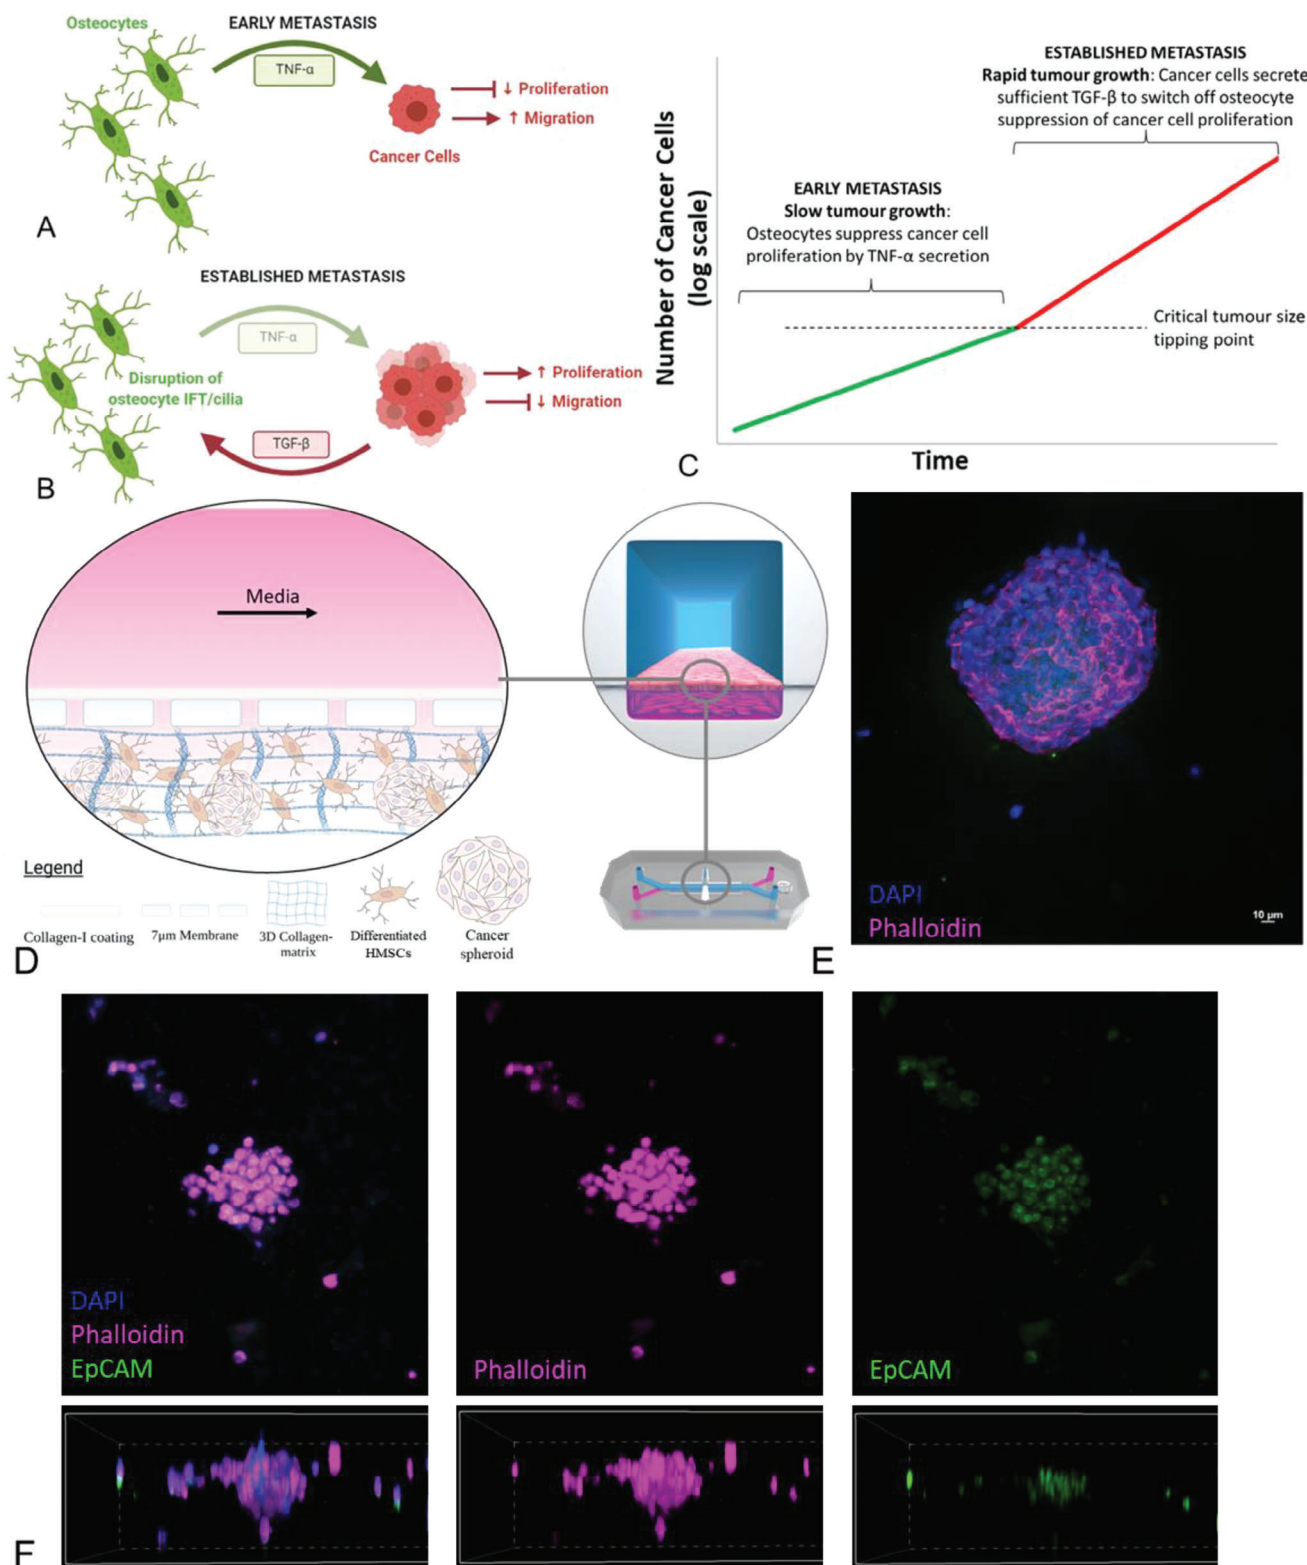 Osteocytes
EARLY METASTASIS
TNF-α
↓ Proliferation
↑ Migration
Cancer Cells
A
ESTABLISHED METASTASIS
TNF-α
Disruption of
osteocyte IFT/cilia
↑ Proliferation
↓ Migration
TGF-β
B
ESTABLISHED METASTASIS
Rapid tumour growth: Cancer cells secrete
sufficient TGF-β to switch off osteocyte
suppression of cancer cell proliferation
EARLY METASTASIS
Slow tumour growth:
Osteocytes suppress cancer cell
proliferation by TNF-α secretion
Critical tumour size
tipping point
Number of Cancer Cells
(log scale)
Time
C
Media
Legend
Collagen-I coating
7μm Membrane
3D Collagen-
matrix
Differentiated
HMSCs
Cancer
spheroid
D
DAPI
Phalloidin
10 μm
E
DAPI
Phalloidin
EpCAM
Phalloidin
EpCAM
F